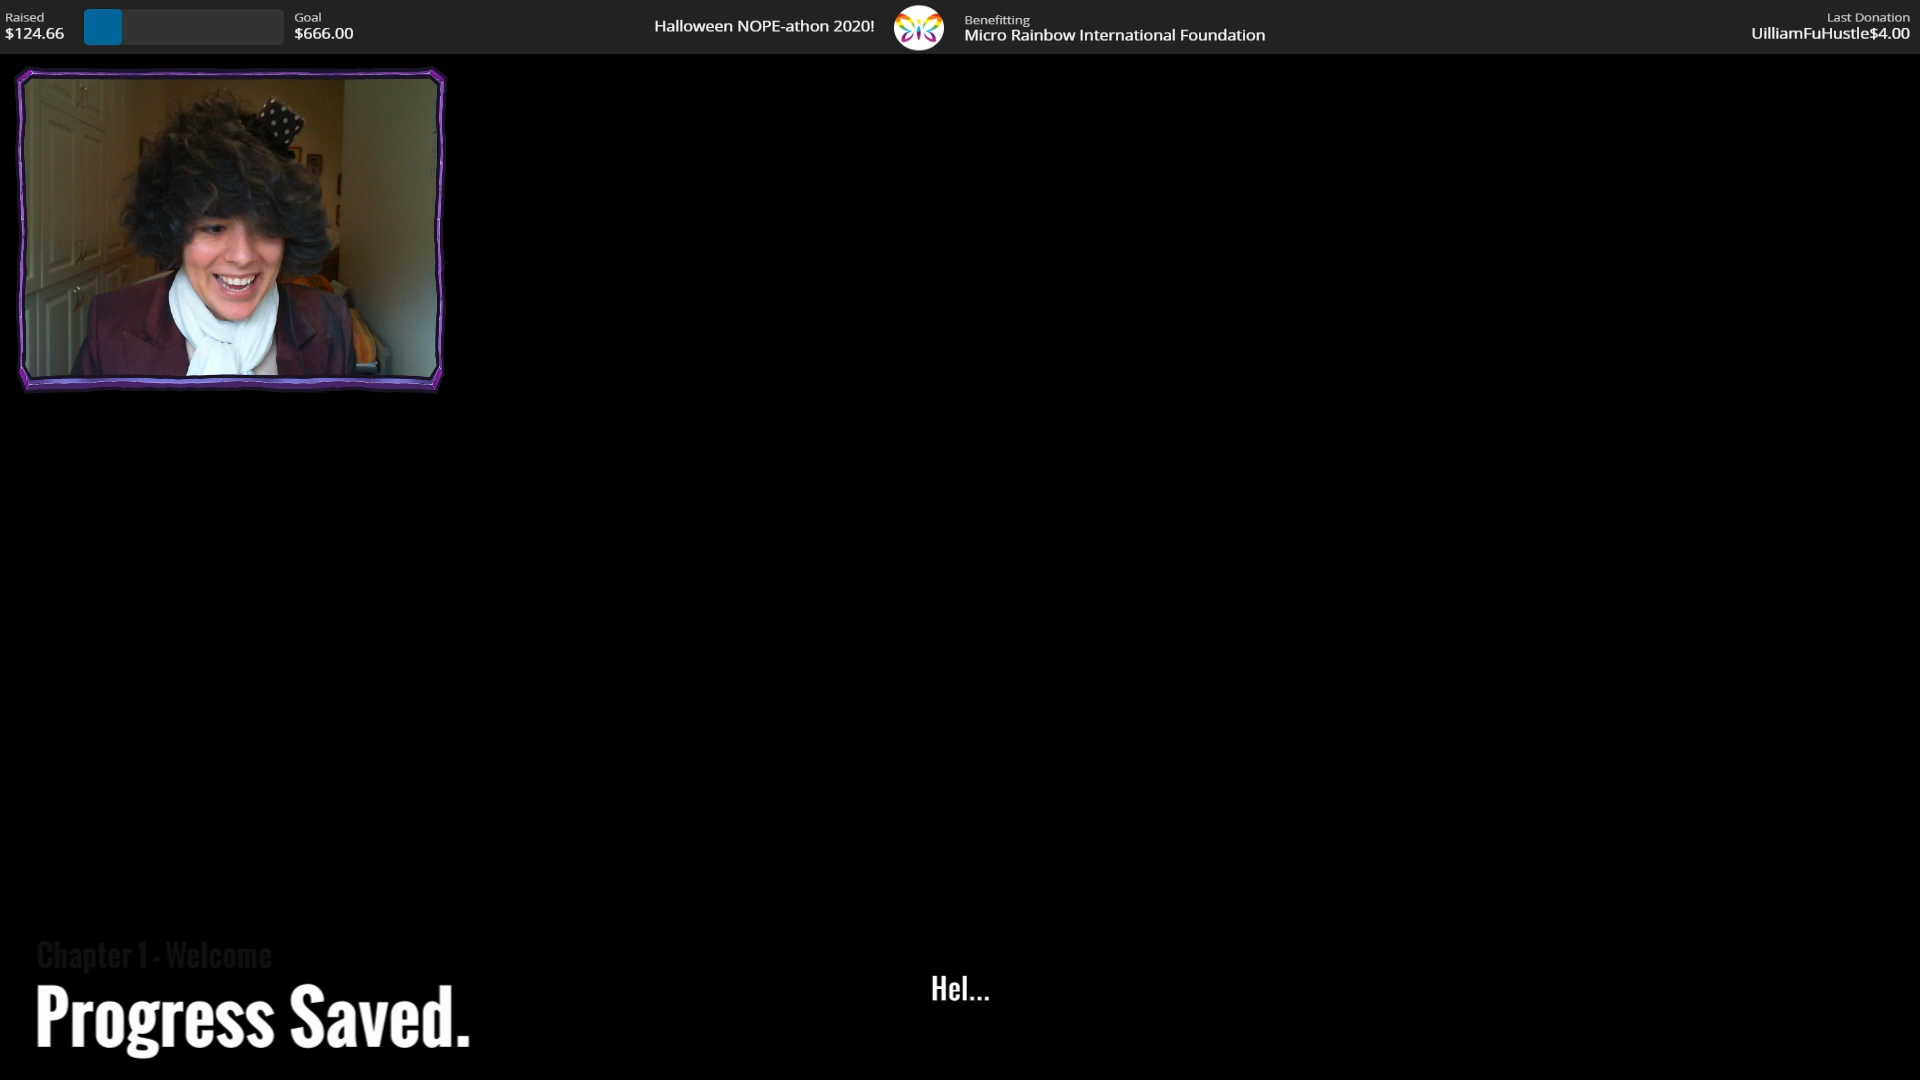 Raised
$124.66
Goal
$666.00
Halloween NOPE-athon 2020!
Benefitting
Micro Rainbow International Foundation
Last Donation
UilliamFuHustle$4.00
Chapter 1 - Welcome
Progress Saved.
Hel...